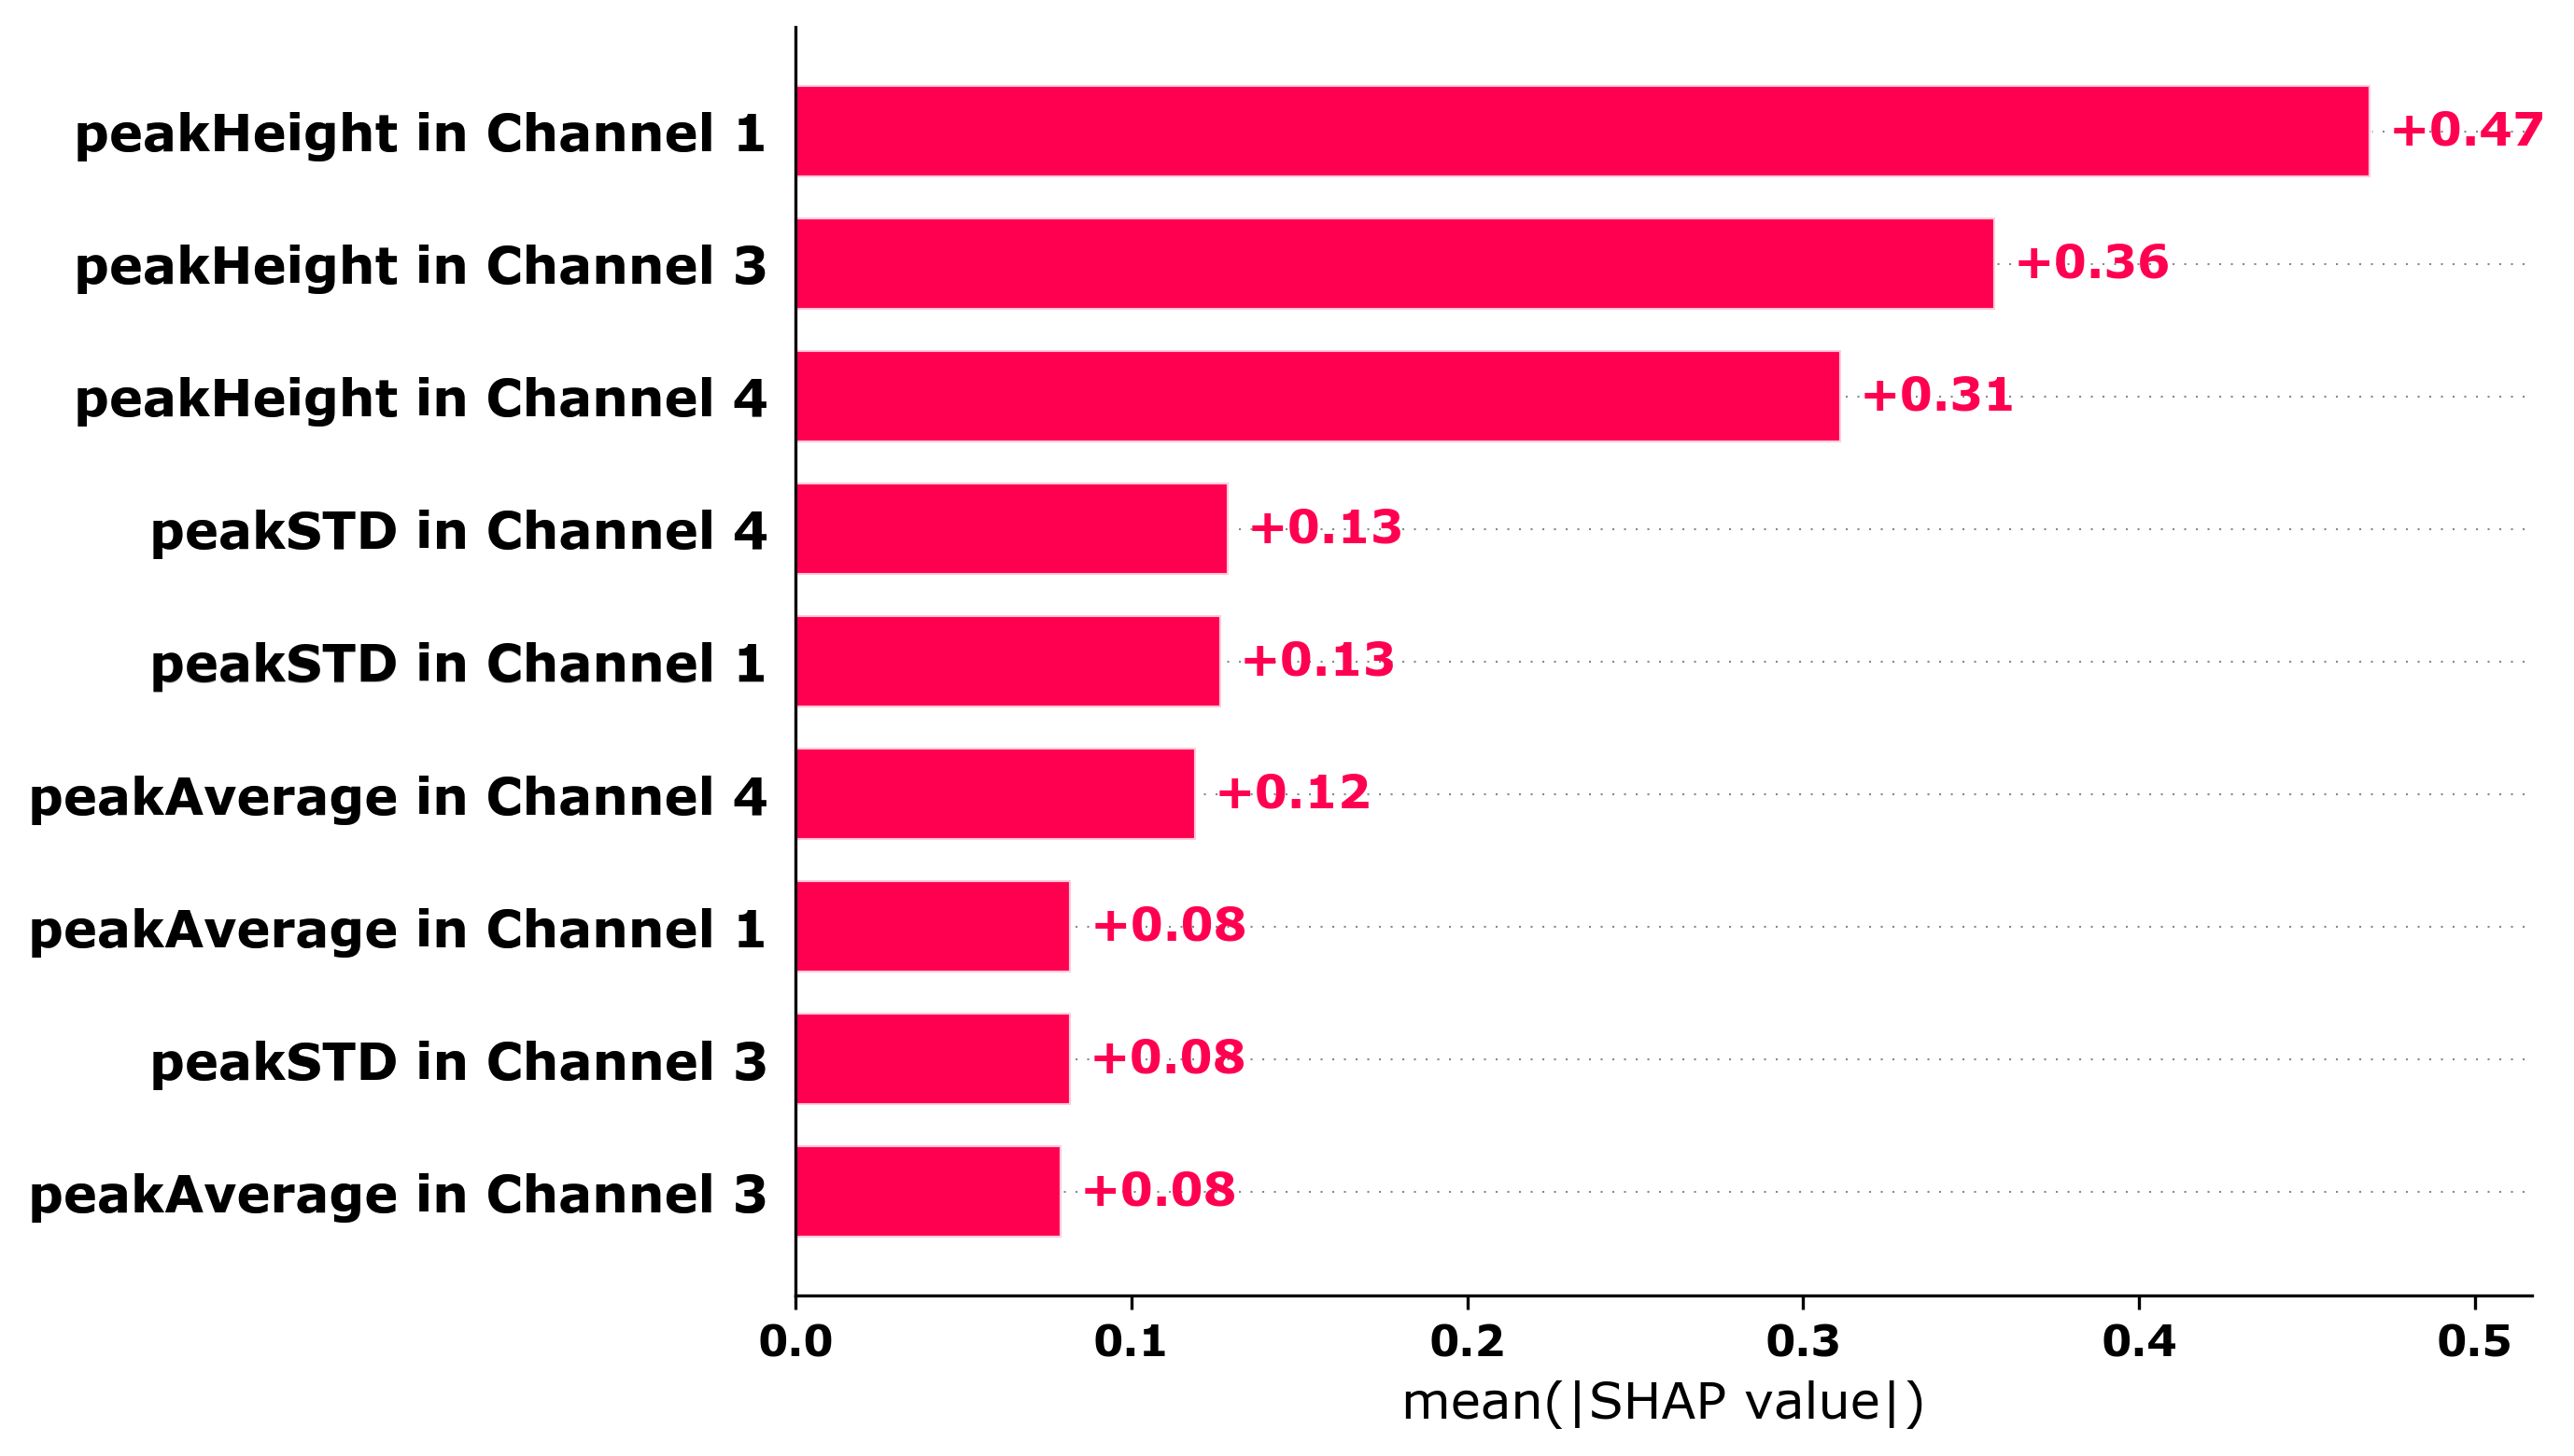 peakHeight in Channel 1 +0.47
peakHeight in Channel 3 +0.36
peakHeight in Channel 4 +0.31
peakSTD in Channel 4 +0.13
peakSTD in Channel 1 +0.13
peakAverage in Channel 4 +0.12
peakAverage in Channel 1 +0.08
peakSTD in Channel 3 +0.08
peakAverage in Channel 3 +0.08
0.0 0.1 0.2 0.3 0.4 0.5
mean(|SHAP value|)